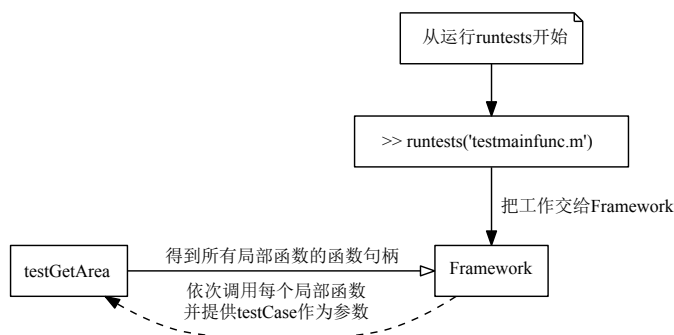 从运行runtests开始
>> runtests('testmainfunc.m')
把工作交给Framework
testGetArea
得到所有局部函数的函数句柄
Framework
依次调用每个局部函数
并提供testCase作为参数